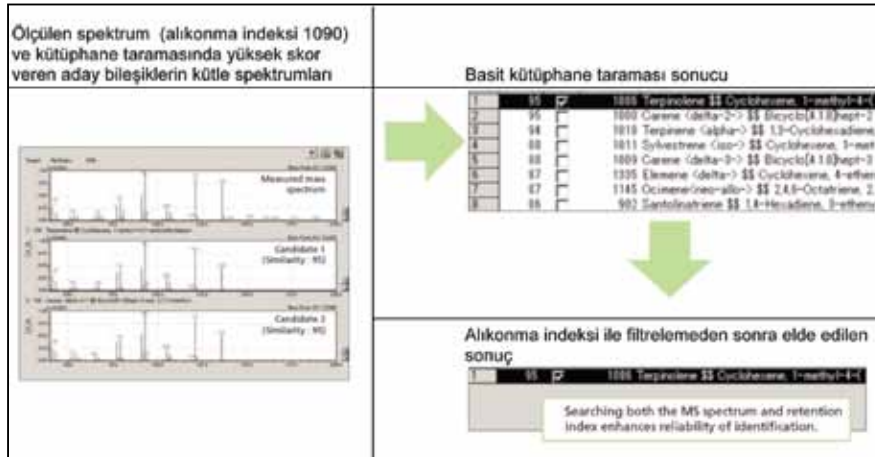 Ölçülen spektrum (alıkonma indeksi 1090)
ve kütüphane taramasında yüksek skor
veren aday bileşiklerin kütle spektrumları
Basit kütüphane taraması sonucu
1 95 1086 Terpinolene $$ Cyclohexene, 1-methyl-4-(
2 95 1000 Carene <delta-2-> $$ Bicyclo[4.1.0]hept-2
3 94 1018 Terpinene <alpha-> $$ 1,3-Cyclohexadiene,
4 88 1011 Sylvestrene <iso-> $$ Cyclohexene, 1-met
5 88 1009 Carene <delta-3-> $$ Bicyclo[4.1.0]hept-3
6 87 1335 Elemene <delta-> $$ Cyclohexene, 4-ethen
7 87 1145 Ocimene<neo-allo-> $$ 2,4,6-Octatriene, 2,
8 86 902 Santolinatriene $$ 1,4-Hexadiene, 3-etheny
Measured mass
spectrum
Candidate 1
(Similarity : 95)
Candidate 2
(Similarity : 95)
Alıkonma indeksi ile filtrelemeden sonra elde edilen
sonuç
1 95 1086 Terpinolene $$ Cyclohexene, 1-methyl-4-(
Searching both the MS spectrum and retention
index enhances reliability of identification.